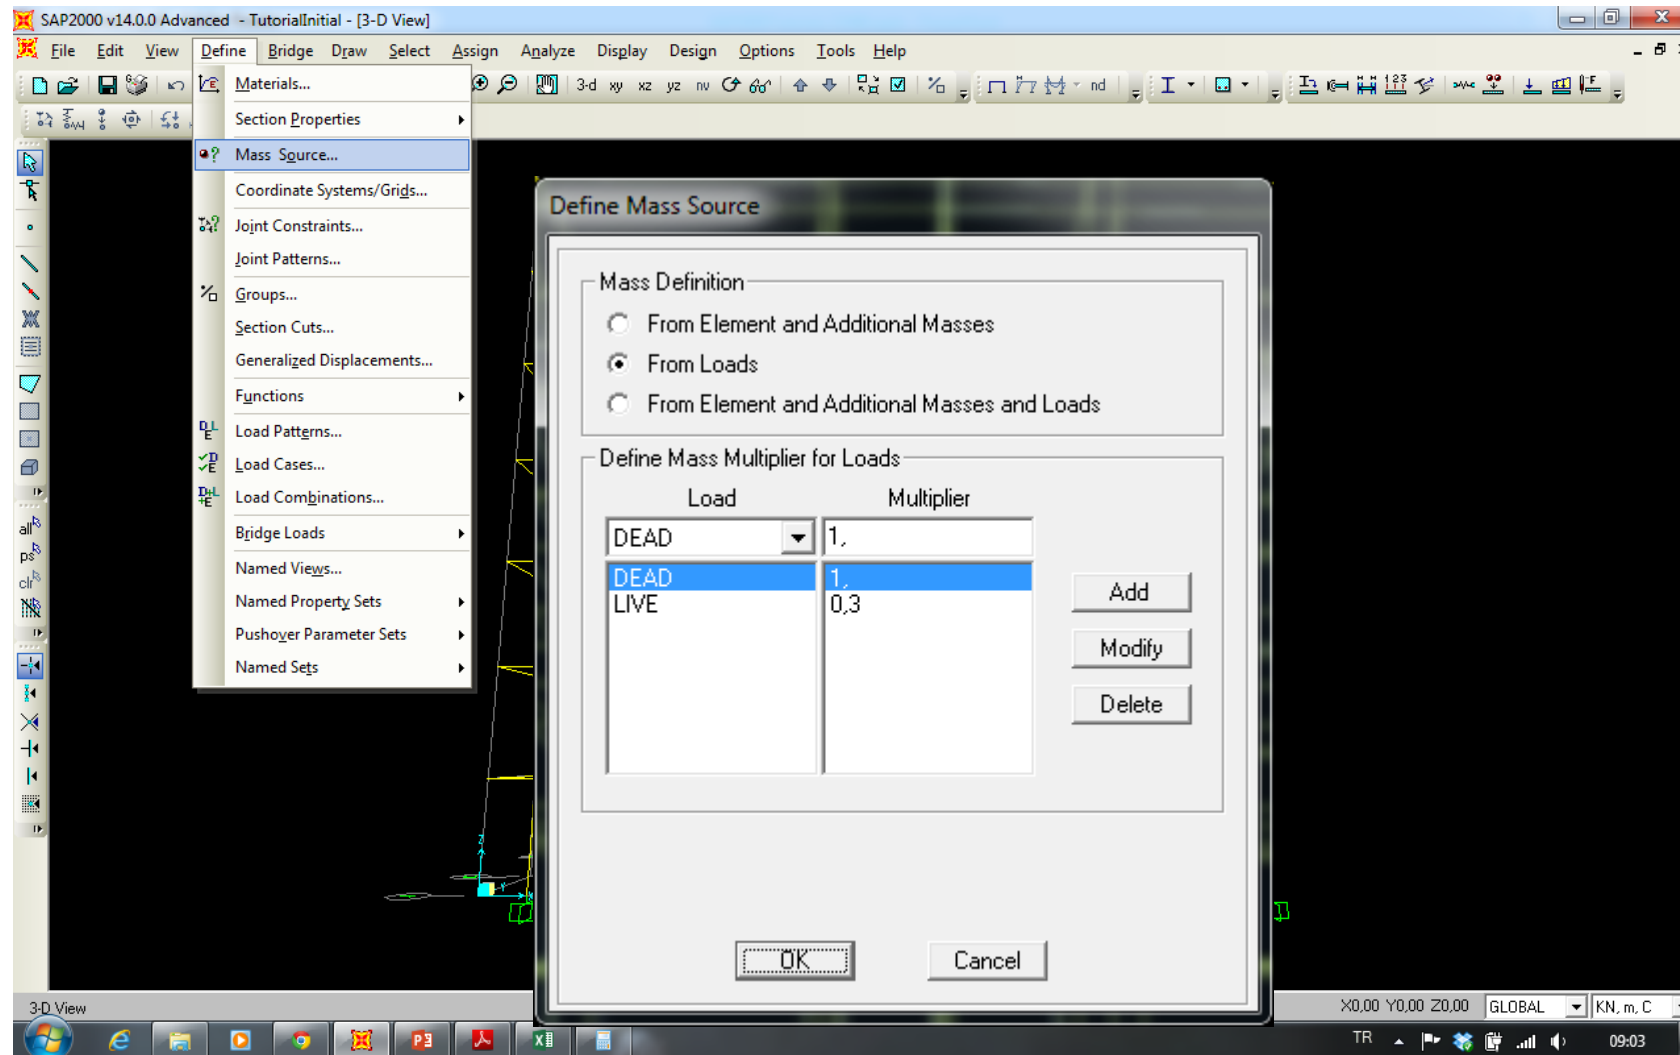 SAP2000 v14.0.0 Advanced - TutorialInitial - [3-D View]
File Edit View Define Bridge Draw Select Assign Analyze Display Design Options Tools Help
3-d xy xz yz nv nd
Materials...
Section Properties
Mass Source...
Coordinate Systems/Grids...
Joint Constraints...
Joint Patterns...
Groups...
Section Cuts...
Generalized Displacements...
Functions
Load Patterns...
Load Cases...
Load Combinations...
Bridge Loads
Named Views...
Named Property Sets
Pushover Parameter Sets
Named Sets
all
ps
clr
Define Mass Source
Mass Definition
From Element and Additional Masses
From Loads
From Element and Additional Masses and Loads
Define Mass Multiplier for Loads
Load Multiplier
DEAD 1,
DEAD 1,
LIVE 0,3
Add
Modify
Delete
OK Cancel
3-D View
X0,00 Y0,00 Z0,00 GLOBAL KN, m, C
TR 09:03